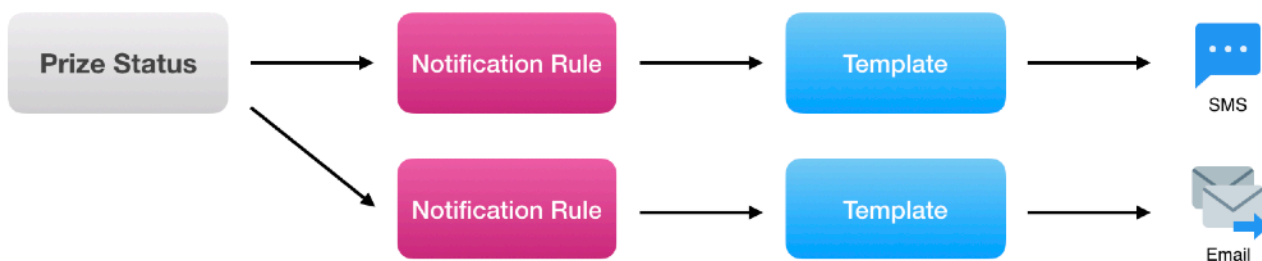 Prize Status
Notification Rule
Template
SMS
Notification Rule
Template
Email